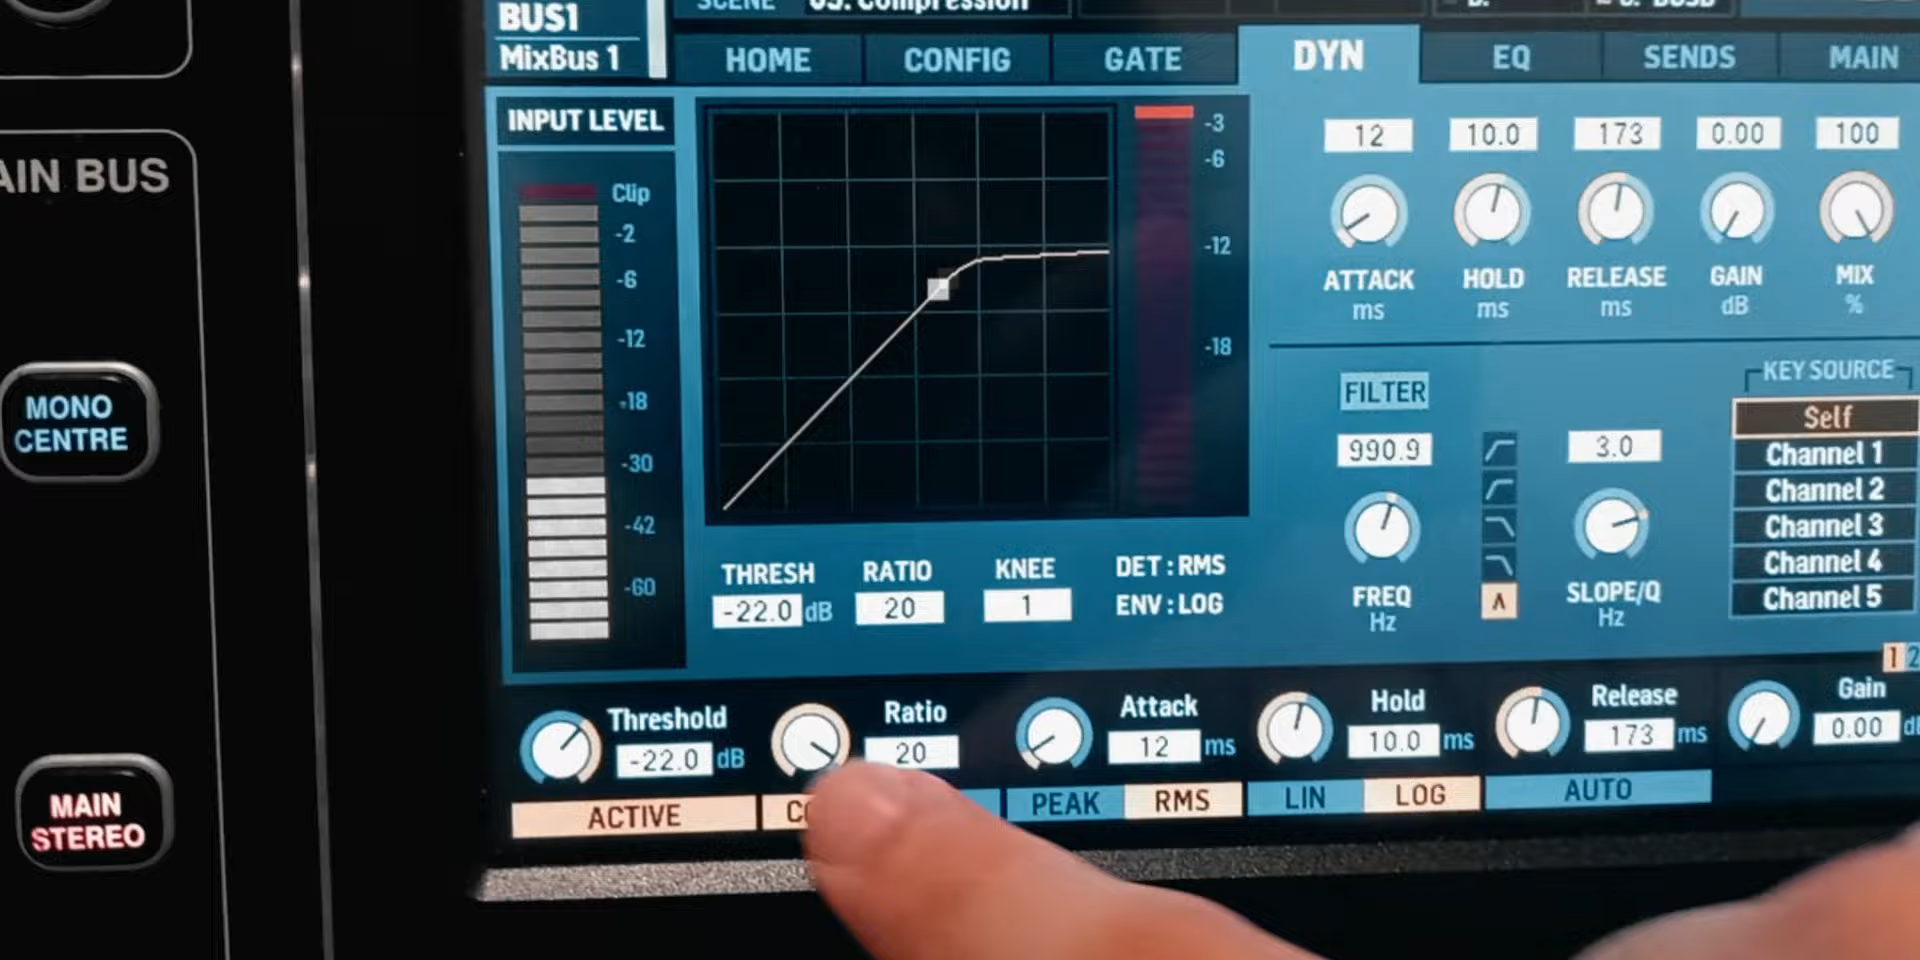 BUS1
SCENE 05: Compression
MixBus 1
HOME CONFIG GATE DYN EQ SENDS MAIN
AIN BUS
INPUT LEVEL
Clip
-2
-6
-12
-18
-30
-42
-60
-3
-6
-12
-18
12 10.0 173 0.00 100
ATTACK HOLD RELEASE GAIN MIX
ms ms ms dB %
FILTER
KEY SOURCE
990.9
3.0
Self
Channel 1
Channel 2
Channel 3
Channel 4
Channel 5
FREQ
Hz
SLOPE/Q
Hz
THRESH RATIO KNEE DET:RMS
-22.0 dB 20 1 ENV:LOG
1 2
MONO
CENTRE
MAIN
STEREO
Threshold Ratio Attack Hold Release Gain
-22.0 dB 20 12 ms 10.0 ms 173 ms 0.00
ACTIVE PEAK RMS LIN LOG AUTO